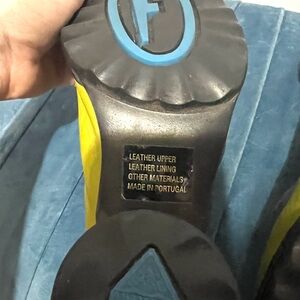 F
LEATHER UPPER
LEATHER LINING
OTHER MATERIALS
MADE IN PORTUGAL